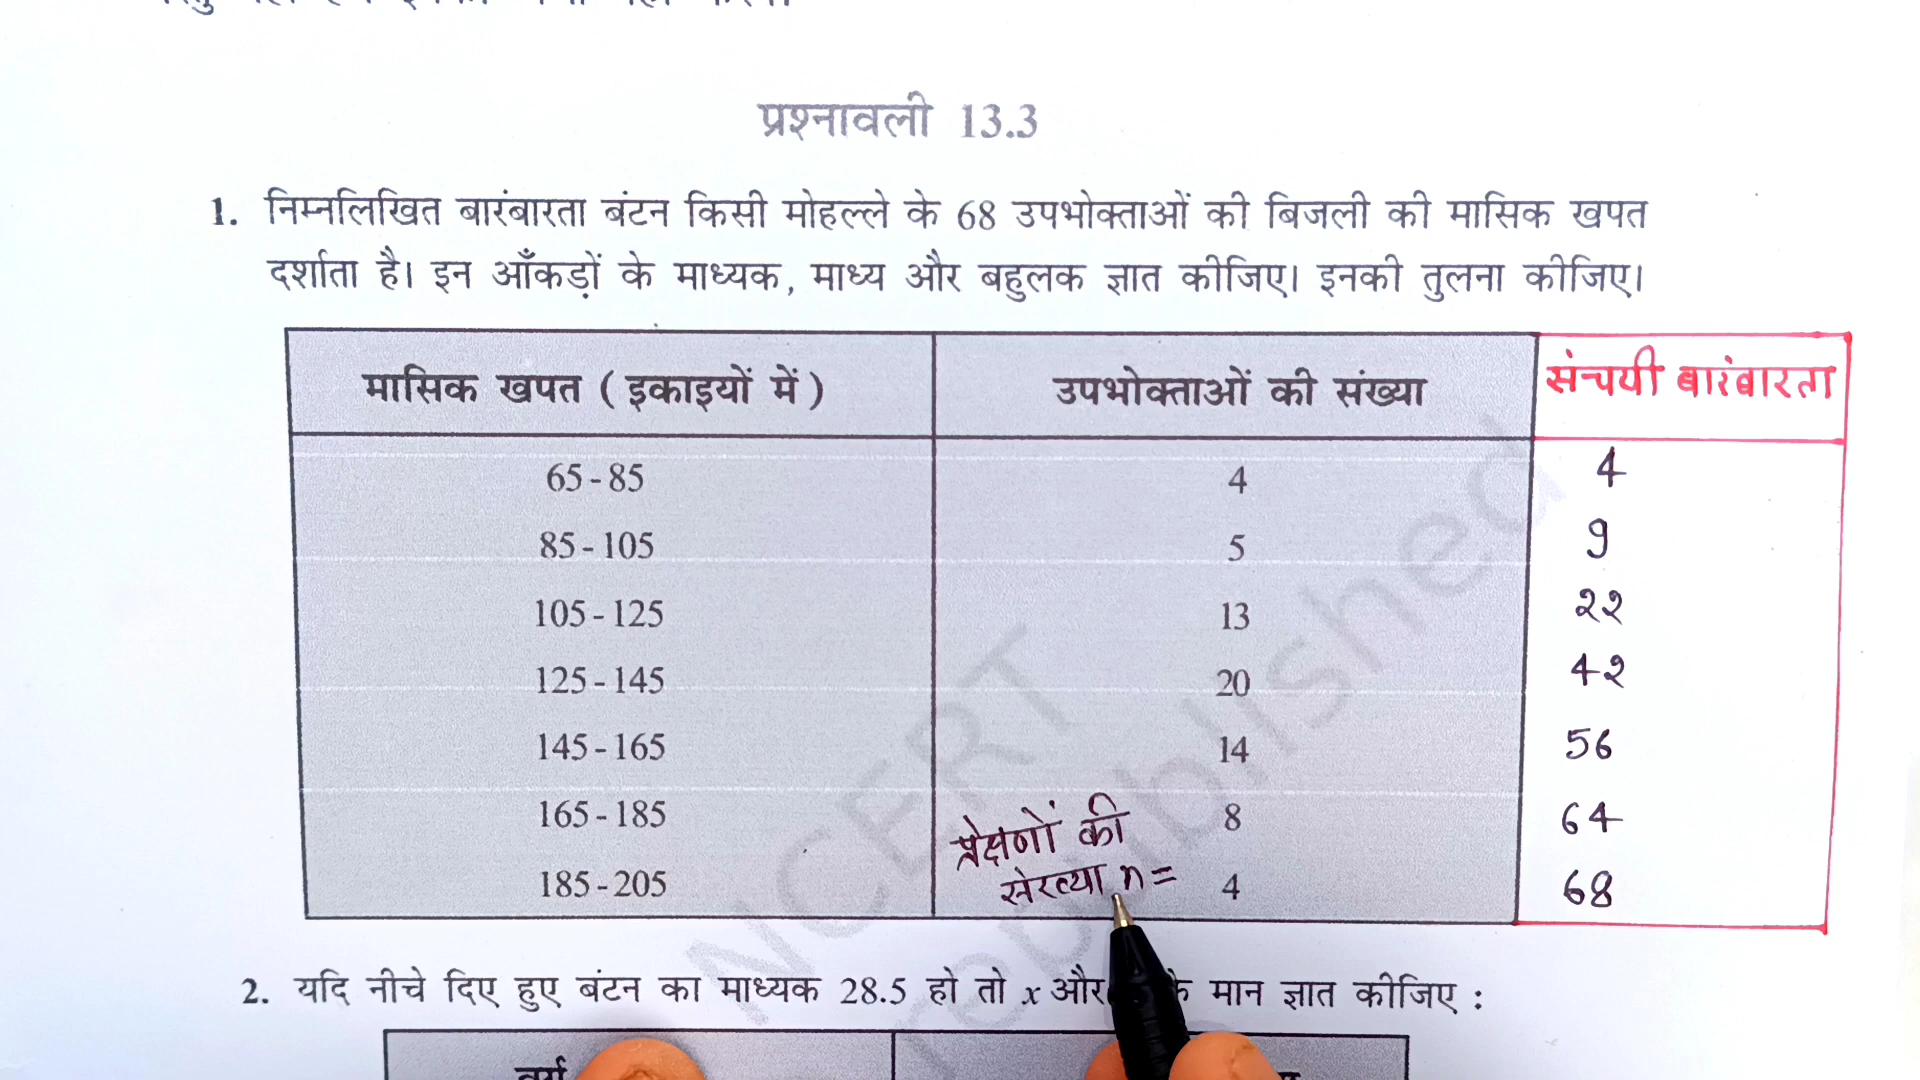 प्रश्नावली 13.3
1. निम्नलिखित बारंबारता बंटन किसी मोहल्ले के 68 उपभोक्ताओं की बिजली की मासिक खपत
दर्शाता है। इन आँकड़ों के माध्यक, माध्य और बहुलक ज्ञात कीजिए। इनकी तुलना कीजिए।
मासिक खपत (इकाइयों में) उपभोक्ताओं की संख्या संचयी बारंबारता
65-85 4 4
85-105 5 9
105-125 13 22
125-145 20 42
145-165 14 56
165-185 8 64
प्रेक्षणों की
संख्या n =
185-205 4 68
NCERT
republished
2. यदि नीचे दिए हुए बंटन का माध्यक 28.5 हो तो x और के मान ज्ञात कीजिए :
वर्ग